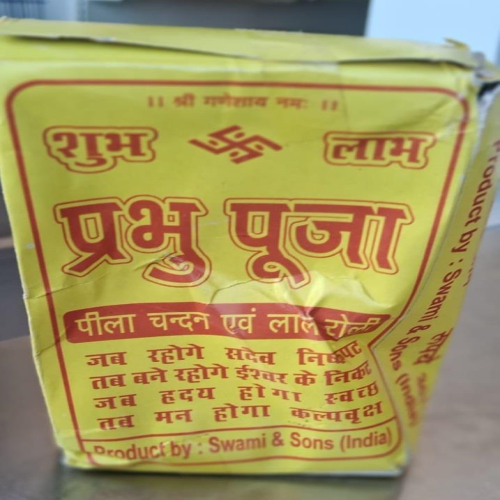 ।। श्री गणेशाय नमः ।।
शुभ लाभ
प्रभु पूजा
पीला चन्दन एवं लाल रोली
जब रहोगे सदैव निष्कपट
तब बने रहोगे ईश्वर के निकट
जब हृदय होगा स्वच्छ
तब मन होगा कल्पवृक्ष
Product by : Swami & Sons (India)
Product by : Swami & Sons (India)